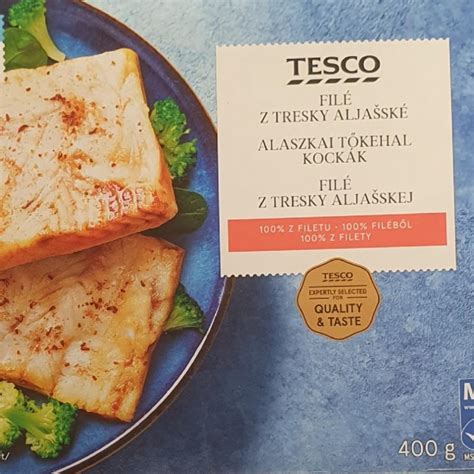 TESCO
FILÉ
Z TRESKY ALJAŠSKÉ
ALASZKAI TŐKEHAL
KOCKÁK
FILÉ
Z TRESKY ALJAŠSKEJ
100% Z FILETU · 100% FILÉBŐL
100% Z FILETY
TESCO
EXPERTLY SELECTED
FOR
QUALITY
& TASTE
400 g